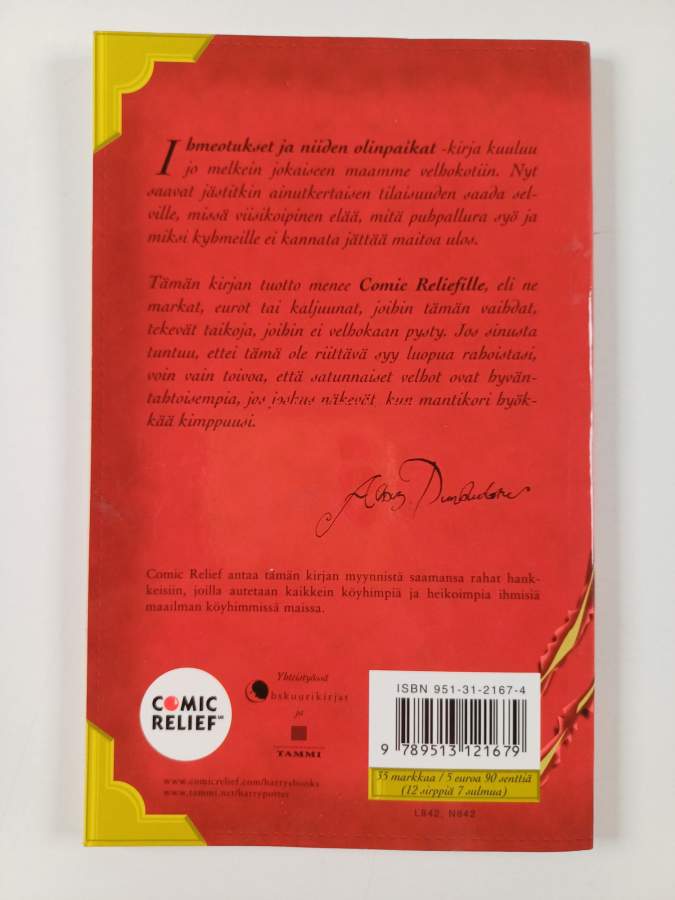 Ihmeotukset ja niiden olinpaikat -kirja kuuluu
jo melkein jokaiseen maamme velhokotiin. Nyt
saavat jästitkin ainutkertaisen tilaisuuden saada sel-
ville, missä viisikoipinen elää, mitä puhpallura syö ja
miksi kyhmeille ei kannata jättää maitoa ulos.
Tämän kirjan tuotto menee Comic Reliefille, eli ne
markat, eurot tai kaljuunat, joihin tämän vaihdat,
tekevät taikoja, joihin ei velhokaan pysty. Jos sinusta
tuntuu, ettei tämä ole riittävä syy luopua rahoistasi,
voin vain toivoa, että satunnaiset velhot ovat hyvän-
tahtoisempia, jos joskus näkevät, kun mantikori hyök-
kää kimppuusi.
Albus Dumbledore
Comic Relief antaa tämän kirjan myynnistä saamansa rahat hank-
keisiin, joilla autetaan kaikkein köyhimpiä ja heikoimpia ihmisiä
maailman köyhimmissä maissa.
COMIC
RELIEF
Yhteistyössä
bskuurikirjat
ja
TAMMI
www.comicrelief.com/harrysbooks
www.tammi.net/harrypotter
ISBN 951-31-2167-4
9 789513 121679
35 markkaa / 5 euroa 90 senttiä
(12 sirppiä 7 sulmua)
L842, N842